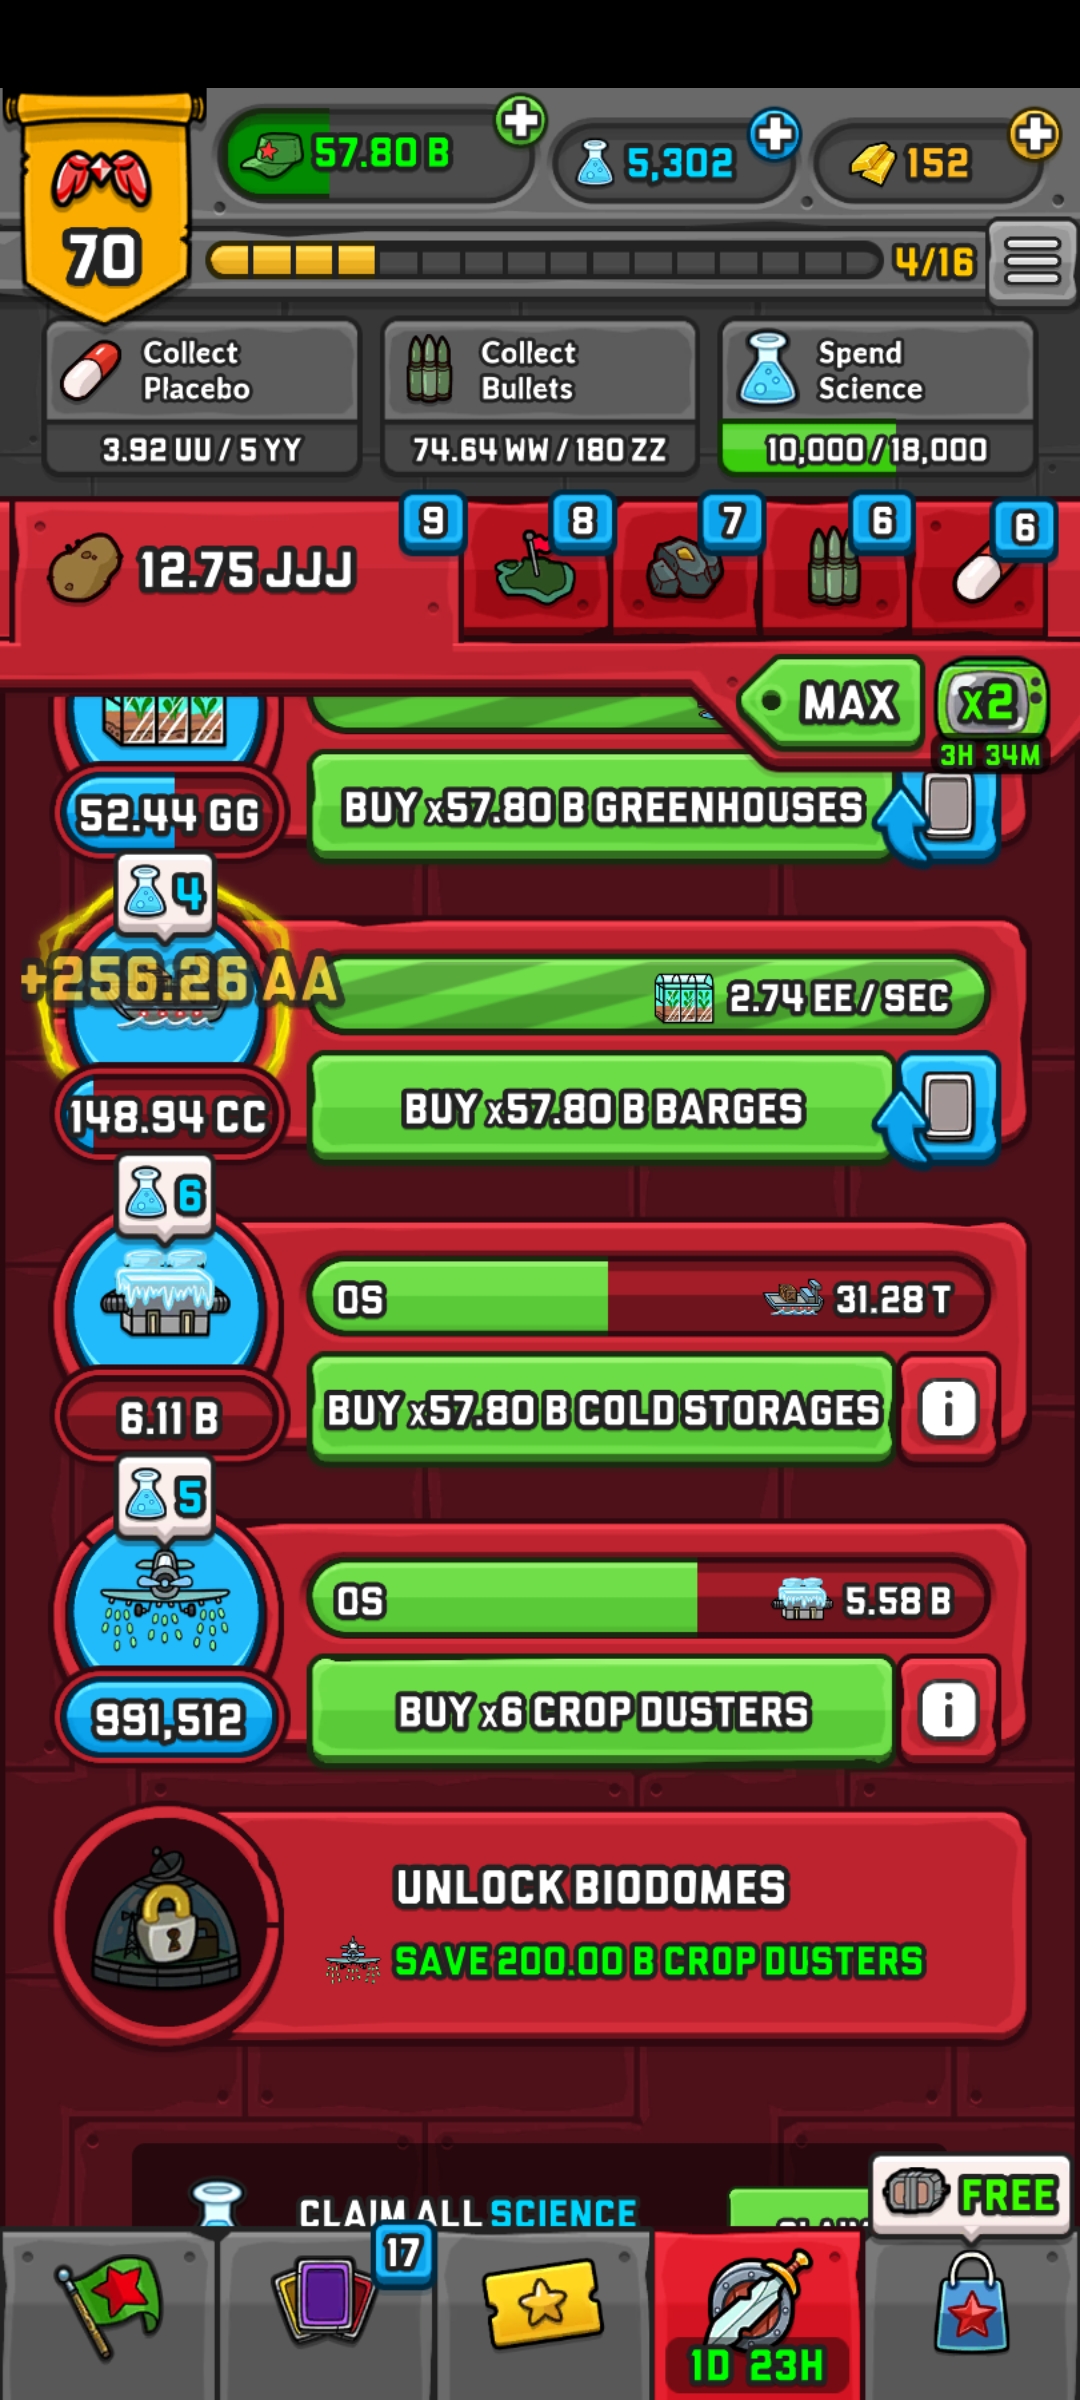 57.80 B
5,302
152
70
4/16
Collect
Placebo
3.92 UU / 5 YY
Collect
Bullets
74.64 WW / 180 ZZ
Spend
Science
10,000 / 18,000
12.75 JJJ
9
8
7
6
6
MAX
x2
3H 34M
52.44 GG
BUY x57.80 B GREENHOUSES
4
+256.26 AA
2.74 EE / SEC
148.94 CC
BUY x57.80 B BARGES
6
0S
31.28 T
6.11 B
BUY x57.80 B COLD STORAGES
i
5
0S
5.58 B
991,512
BUY x6 CROP DUSTERS
i
UNLOCK BIODOMES
SAVE 200.00 B CROP DUSTERS
CLAIM ALL SCIENCE
FREE
17
1D 23H